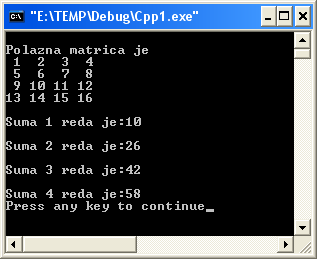 "E:\TEMP\Debug\Cpp1.exe"
Polazna matrica je
1 2 3 4
5 6 7 8
9 10 11 12
13 14 15 16
Suma 1 reda je:10
Suma 2 reda je:26
Suma 3 reda je:42
Suma 4 reda je:58
Press any key to continue_